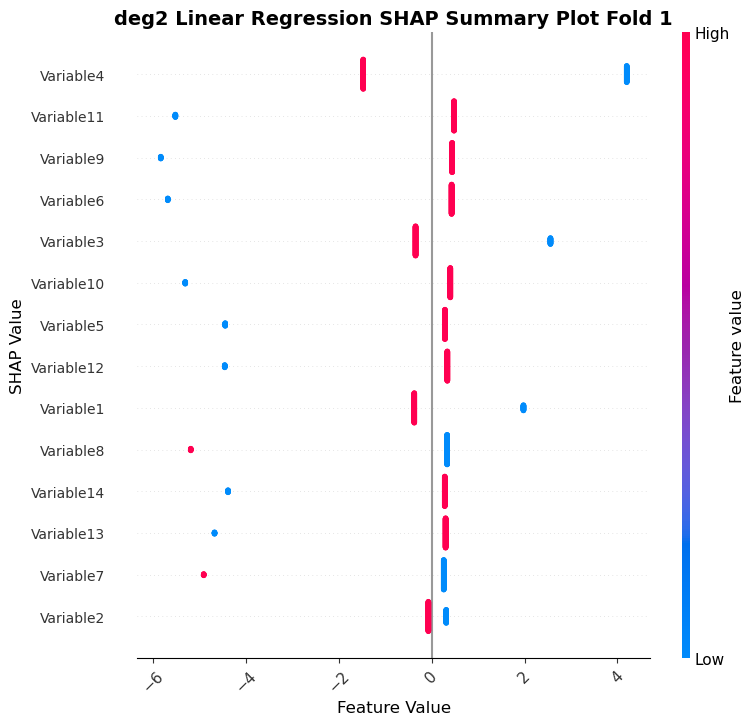 deg2 Linear Regression SHAP Summary Plot Fold 1
High
Variable4
Variable11
Variable9
Variable6
Variable3
Variable10
Variable5
Variable12
Variable1
Variable8
Variable14
Variable13
Variable7
Variable2
SHAP Value
Feature value
Low
−6
−4
−2
0
2
4
Feature Value